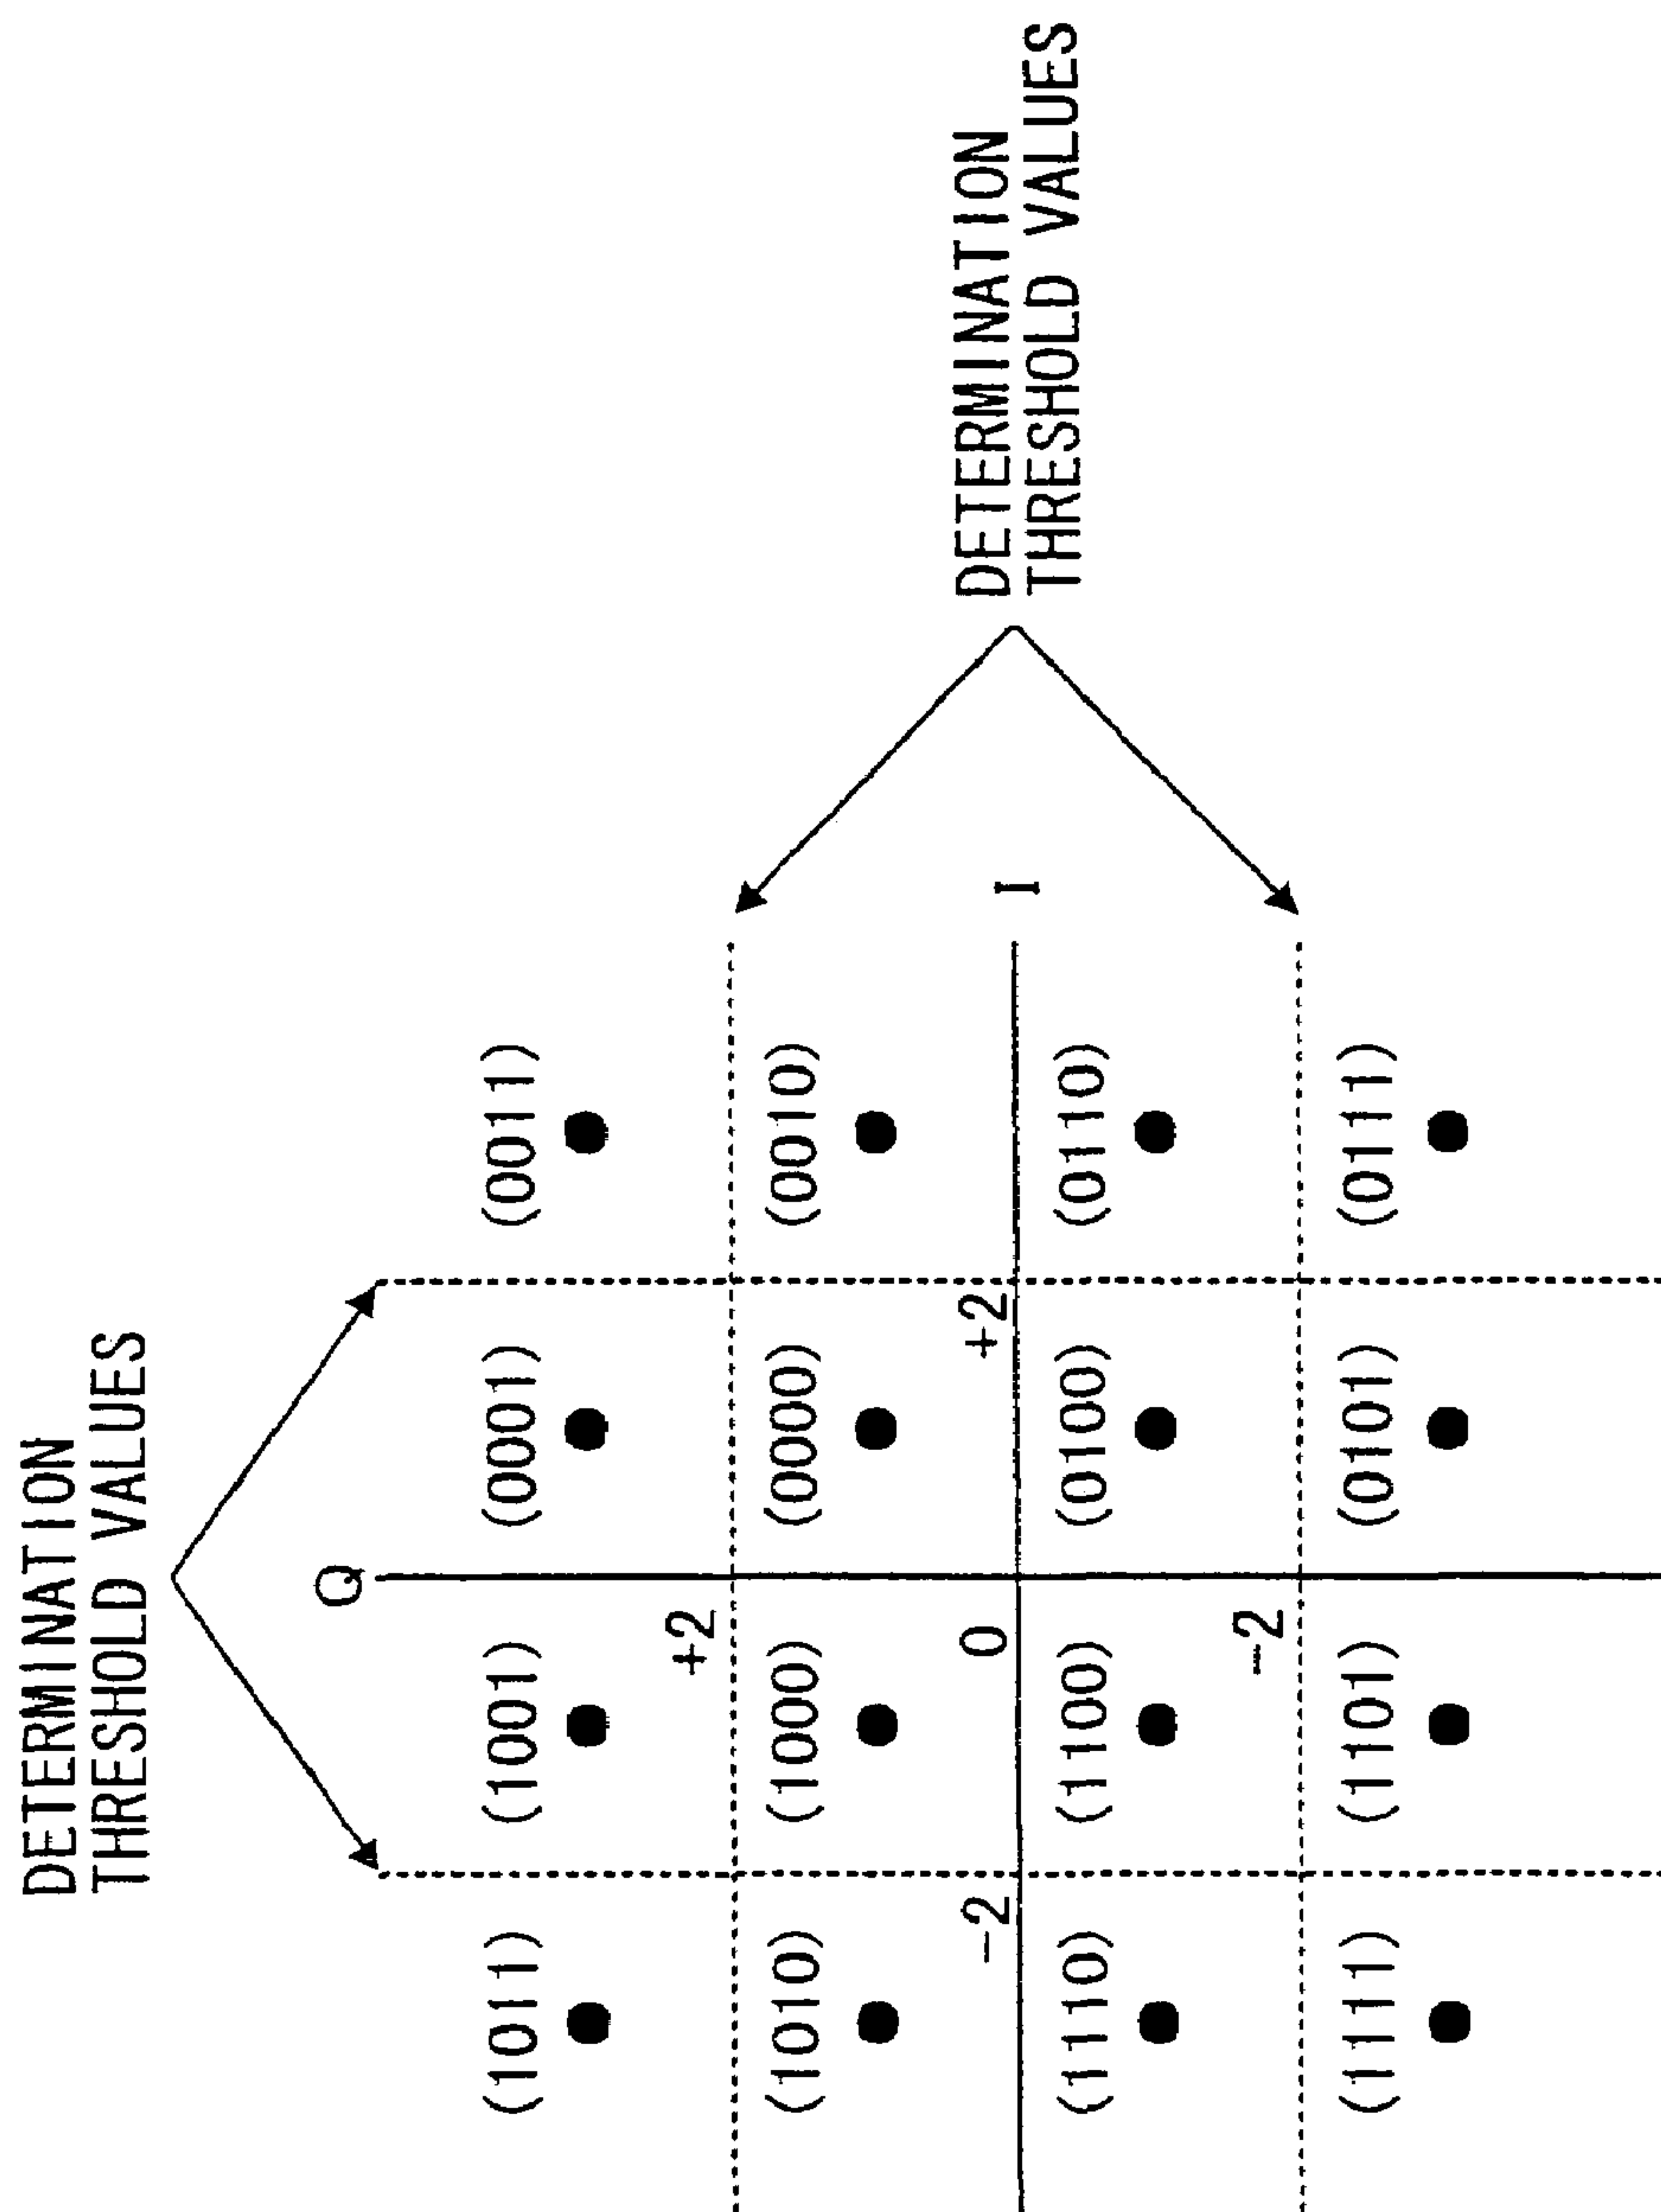 DETERMINATION
THRESHOLD VALUES
Q
(1011) (1001) (0001) (0011)
+2
(1010) (1000) (0000) (0010)
-2 0 +2 I
DETERMINATION
THRESHOLD VALUES
(1110) (1100) (0100) (0110)
-2
(1111) (1101) (0101) (0111)